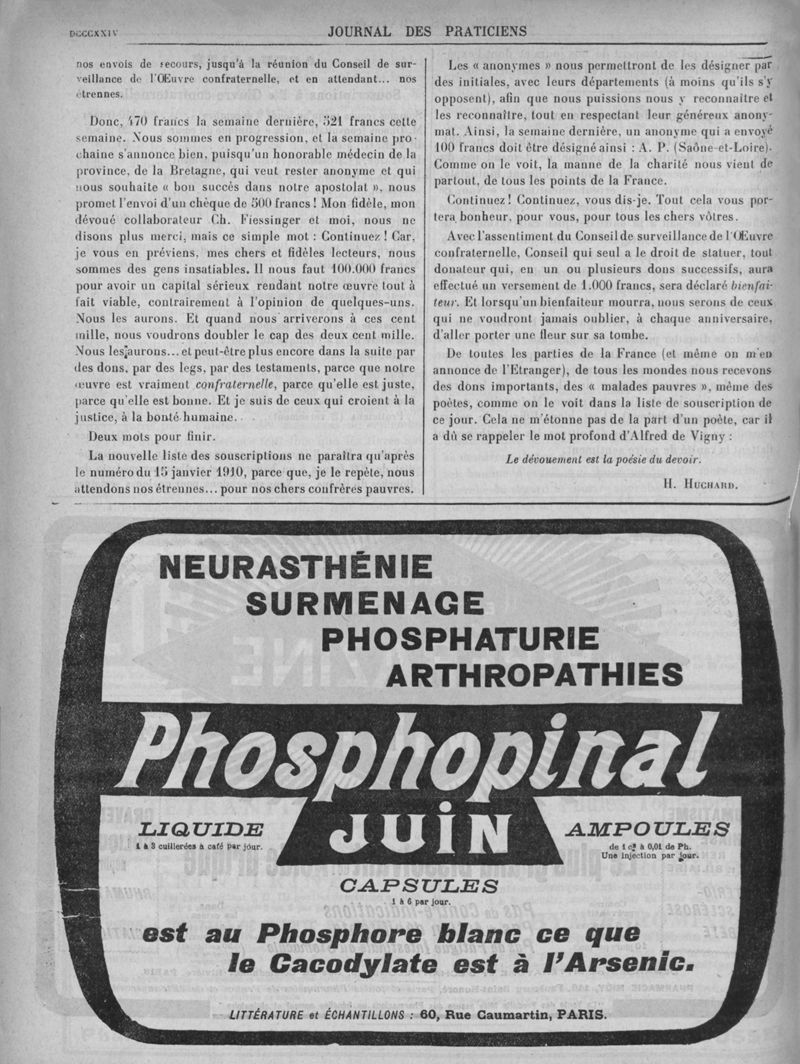 DCCCXXIV
JOURNAL DES PRATICIENS
nos envois de secours, jusqu'à la réunion du Conseil de sur-
veillance de l'Œuvre confraternelle, et en attendant... nos
étrennes.
Donc, 470 francs la semaine dernière, 521 francs cette
semaine. Nous sommes en progression, et la semaine pro-
chaine s'annonce bien, puisqu'un honorable médecin de la
province, de la Bretagne, qui veut rester anonyme et qui
nous souhaite « bon succès dans notre apostolat », nous
promet l'envoi d'un chèque de 500 francs ! Mon fidèle, mon
dévoué collaborateur Ch. Fiessinger et moi, nous ne
disons plus merci, mais ce simple mot : Continuez ! Car,
je vous en préviens, mes chers et fidèles lecteurs, nous
sommes des gens insatiables. Il nous faut 100.000 francs
pour avoir un capital sérieux rendant notre œuvre tout à
fait viable, contrairement à l'opinion de quelques-uns.
Nous les aurons. Et quand nous arriverons à ces cent
mille, nous voudrons doubler le cap des deux cent mille.
Nous les aurons... et peut-être plus encore dans la suite par
des dons, par des legs, par des testaments, parce que notre
œuvre est vraiment confraternelle, parce qu'elle est juste,
parce qu'elle est bonne. Et je suis de ceux qui croient à la
justice, à la bonté humaine.
Deux mots pour finir.
La nouvelle liste des souscriptions ne paraîtra qu'après
le numéro du 15 janvier 1910, parce que, je le repète, nous
attendons nos étrennes... pour nos chers confrères pauvres.
Les « anonymes » nous permettront de les désigner par
des initiales, avec leurs départements (à moins qu'ils s'y
opposent), afin que nous puissions nous y reconnaître et
les reconnaître, tout en respectant leur généreux anony-
mat. Ainsi, la semaine dernière, un anonyme qui a envoyé
100 francs doit être désigné ainsi : A. P. (Saône-et-Loire).
Comme on le voit, la manne de la charité nous vient de
partout, de tous les points de la France.
Continuez ! Continuez, vous dis-je. Tout cela vous por-
tera bonheur, pour vous, pour tous les chers vôtres.
Avec l'assentiment du Conseil de surveillance de l'Œuvre
confraternelle, Conseil qui seul a le droit de statuer, tout
donateur qui, en un ou plusieurs dons successifs, aura
effectué un versement de 1.000 francs, sera déclaré bienfai-
teur. Et lorsqu'un bienfaiteur mourra, nous serons de ceux
qui ne voudront jamais oublier, à chaque anniversaire,
d'aller porter une fleur sur sa tombe.
De toutes les parties de la France (et même on m'en
annonce de l'Etranger), de tous les mondes nous recevons
des dons importants, des « malades pauvres », même des
poètes, comme on le voit dans la liste de souscription de
ce jour. Cela ne m'étonne pas de la part d'un poète, car il
a dû se rappeler le mot profond d'Alfred de Vigny :
Le dévouement est la poésie du devoir.
H. HUCHARD.
NEURASTHÉNIE
SURMENAGE
PHOSPHATURIE
ARTHROPATHIES
Phosphopinal
JUIN
LIQUIDE
1 à 3 cuillerées à café par jour.
AMPOULES
de 1 c³ à 0,01 de Ph.
Une injection par jour.
CAPSULES
1 à 6 par jour.
est au Phosphore blanc ce que
le Cacodylate est à l'Arsenic.
LITTÉRATURE et ÉCHANTILLONS : 60, Rue Caumartin, PARIS.